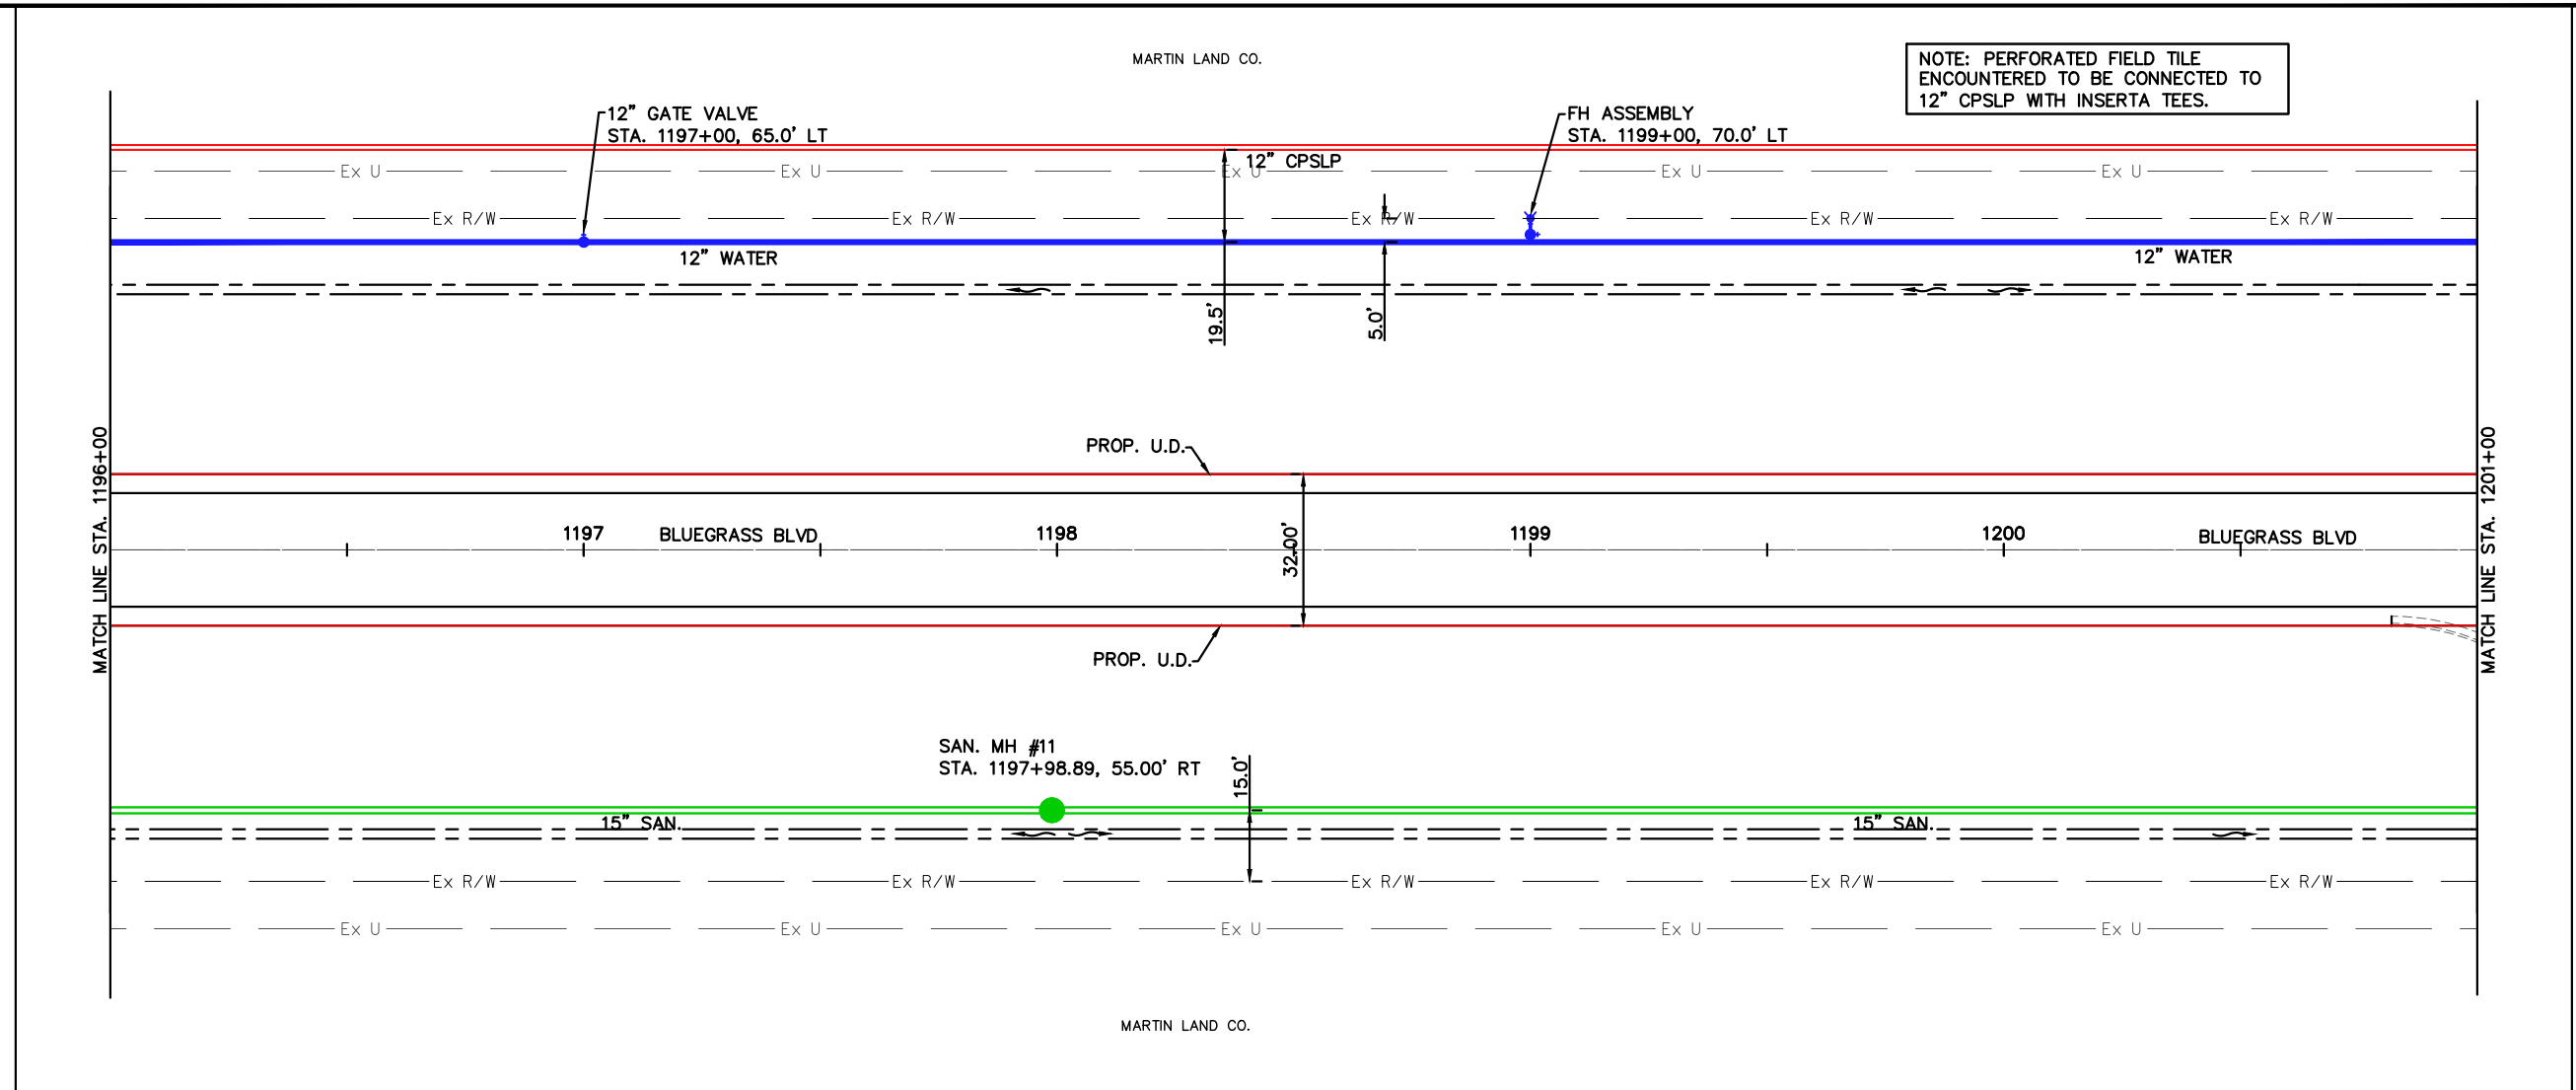 MARTIN LAND CO.
NOTE: PERFORATED FIELD TILE
ENCOUNTERED TO BE CONNECTED TO
12" CPSLP WITH INSERTA TEES.
12" GATE VALVE
STA. 1197+00, 65.0' LT
FH ASSEMBLY
STA. 1199+00, 70.0' LT
12" CPSLP
Ex U
Ex U
Ex U
Ex U
Ex U
Ex R/W
Ex R/W
Ex R/W
Ex R/W
Ex R/W
12" WATER
12" WATER
19.5'
5.0'
MATCH LINE STA. 1196+00
MATCH LINE STA. 1201+00
PROP. U.D.
1197
BLUEGRASS BLVD
1198
32.00'
1199
1200
BLUEGRASS BLVD
PROP. U.D.
SAN. MH #11
STA. 1197+98.89, 55.00' RT
15.0'
15" SAN.
15" SAN.
Ex R/W
Ex R/W
Ex R/W
Ex R/W
Ex R/W
Ex U
Ex U
Ex U
Ex U
Ex U
MARTIN LAND CO.